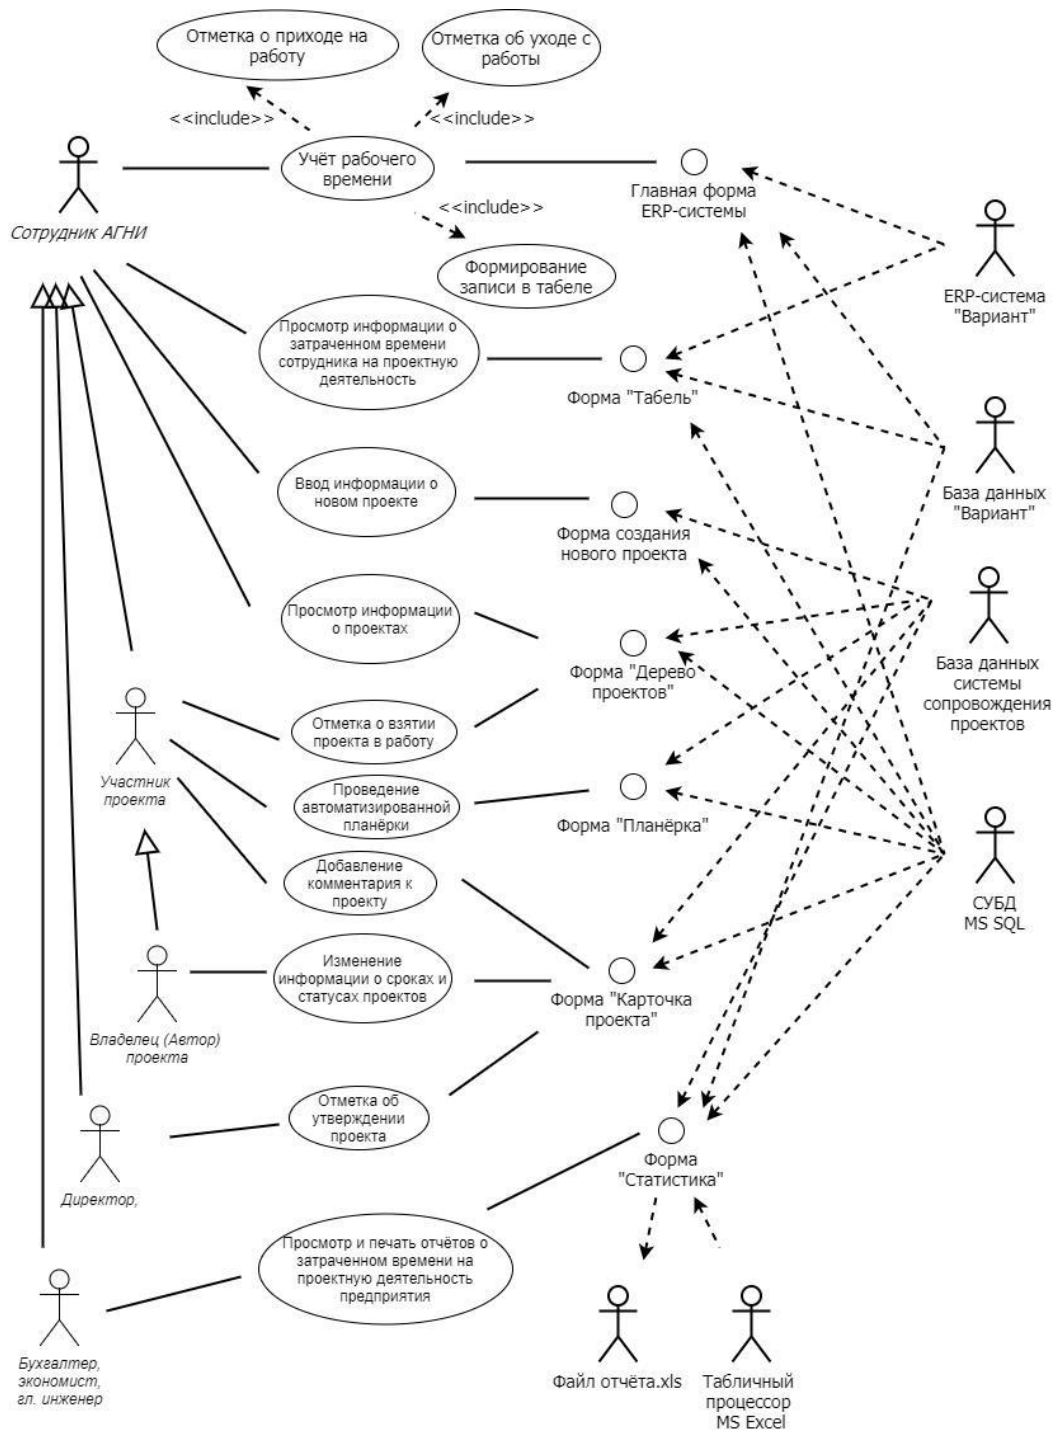 Отметка о приходе на
работу
Отметка об уходе с
работы
<<include>>
<<include>>
Учёт рабочего
времени
Главная форма
ERP-системы
<<include>>
Сотрудник АГНИ
Формирование
записи в табеле
ERP-система
"Вариант"
Просмотр информации о
затраченном времени
сотрудника на проектную
деятельность
Форма "Табель"
База данных
"Вариант"
Ввод информации о
новом проекте
Форма создания
нового проекта
Просмотр информации
о проектах
Форма "Дерево
проектов"
База данных
системы
сопровождения
проектов
Отметка о взятии
проекта в работу
Участник
проекта
Проведение
автоматизированной
планёрки
Форма "Планёрка"
Добавление
комментария к
проекту
СУБД
MS SQL
Изменение
информации о сроках и
статусах проектов
Форма "Карточка
проекта"
Владелец (Автор)
проекта
Отметка об
утверждении
проекта
Форма
"Статистика"
Директор,
Просмотр и печать отчётов о
затраченном времени на
проектную деятельность
предприятия
Бухгалтер,
экономист,
гл. инженер
Файл отчёта.xls
Табличный
процессор
MS Excel